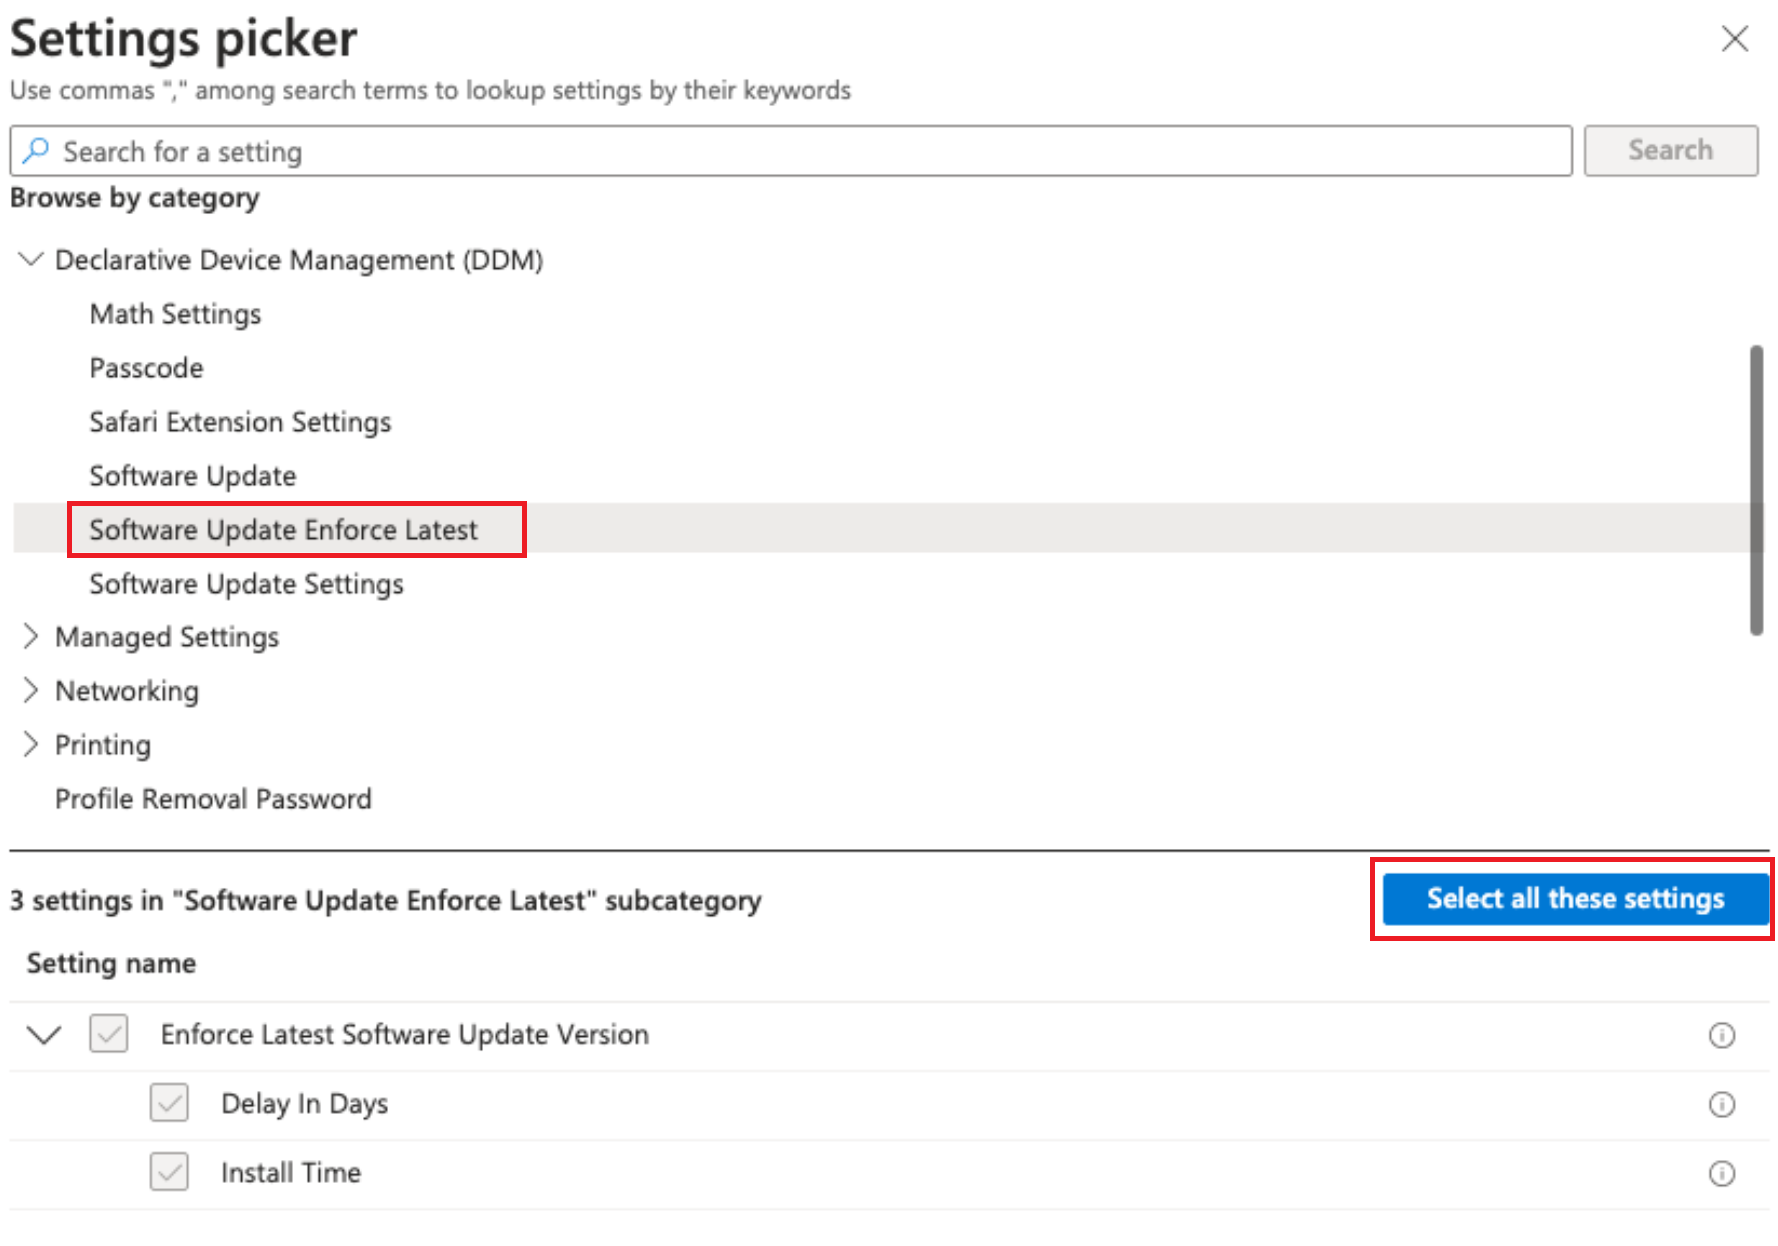 Settings picker
Use commas "," among search terms to lookup settings by their keywords
Search for a setting
Search
Browse by category
Declarative Device Management (DDM)
Math Settings
Passcode
Safari Extension Settings
Software Update
Software Update Enforce Latest
Software Update Settings
Managed Settings
Networking
Printing
Profile Removal Password
3 settings in "Software Update Enforce Latest" subcategory
Select all these settings
Setting name
Enforce Latest Software Update Version
Delay In Days
Install Time